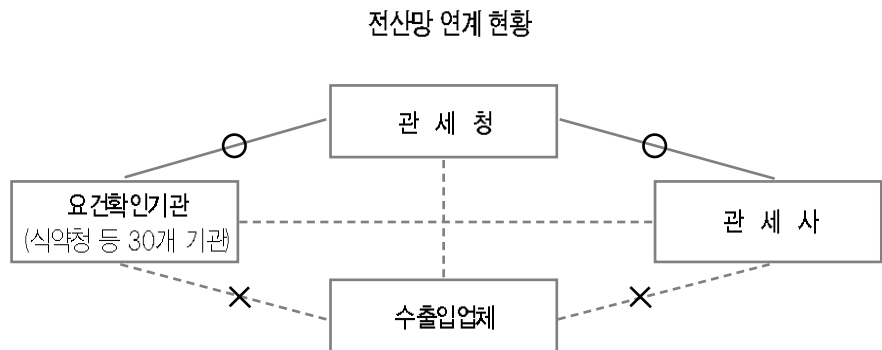 전산망 연계 현황
관 세 청
요건확인기관
(식약청 등 30개 기관)
관 세 사
수출입업체